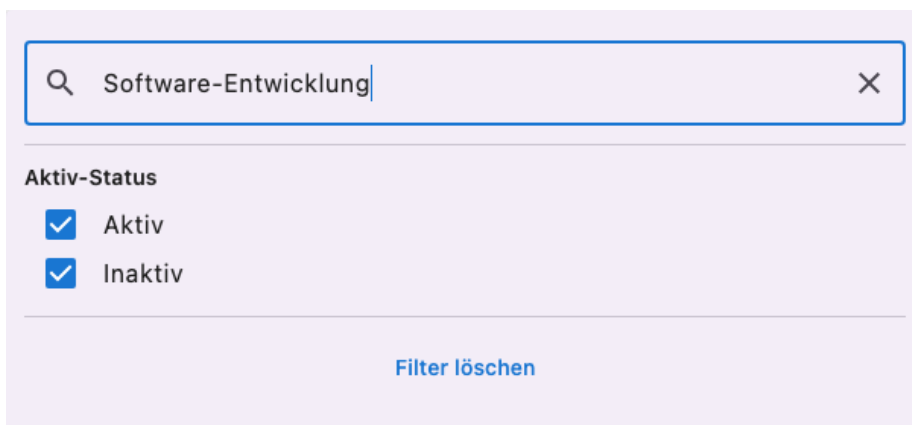 Software-Entwicklung
Aktiv-Status
Aktiv
Inaktiv
Filter löschen